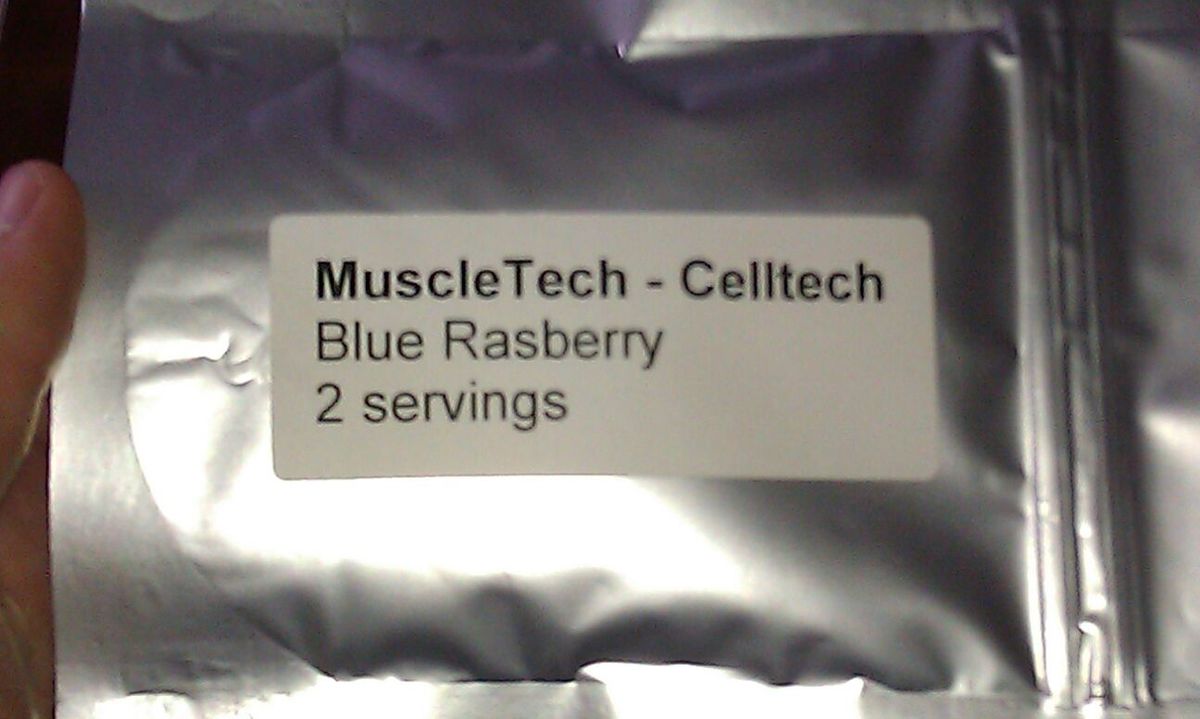 MuscleTech - Celltech
Blue Rasberry
2 servings